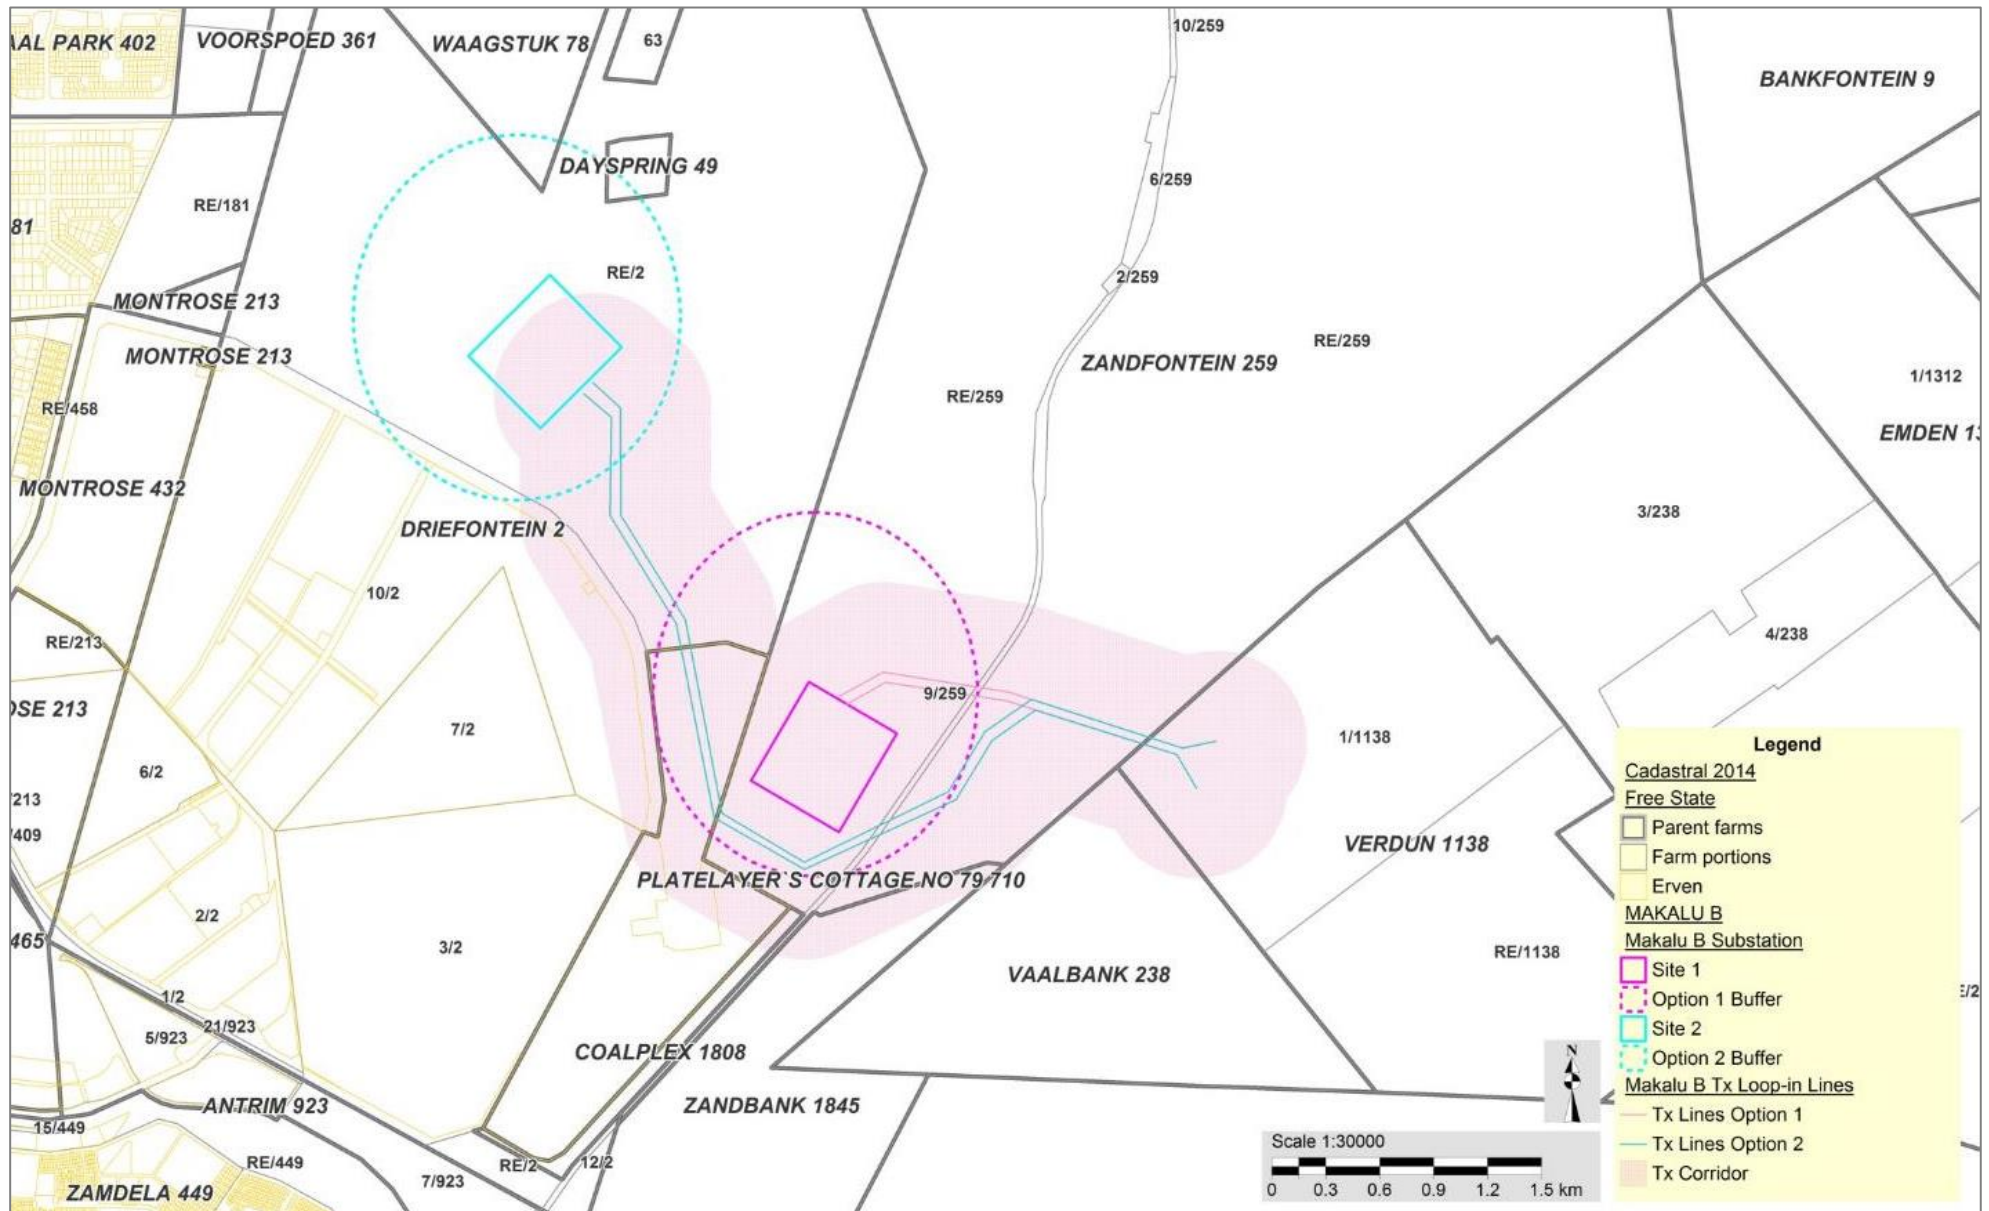 AAL PARK 402
VOORSPOED 361
WAAGSTUK 78
63
10/259
BANKFONTEIN 9
DAYSPRING 49
6/259
RE/181
81
RE/2
2/259
MONTROSE 213
RE/259
MONTROSE 213
ZANDFONTEIN 259
1/1312
RE/259
RE/458
EMDEN 13
MONTROSE 432
3/238
DRIEFONTEIN 2
10/2
4/238
RE/213
9/259
OSE 213
7/2
1/1138
6/2
213
/409
VERDUN 1138
PLATELAYER S COTTAGE NO 79 710
2/2
465
3/2
RE/1138
VAALBANK 238
E/2
1/2
21/923
5/923
COALPLEX 1808
ANTRIM 923
ZANDBANK 1845
15/449
RE/449
RE/2
12/2
7/923
ZAMDELA 449
Legend
Cadastral 2014
Free State
Parent farms
Farm portions
Erven
MAKALU B
Makalu B Substation
Site 1
Option 1 Buffer
Site 2
Option 2 Buffer
Makalu B Tx Loop-in Lines
Tx Lines Option 1
Tx Lines Option 2
Tx Corridor
N
Scale 1:30000
0 0.3 0.6 0.9 1.2 1.5 km